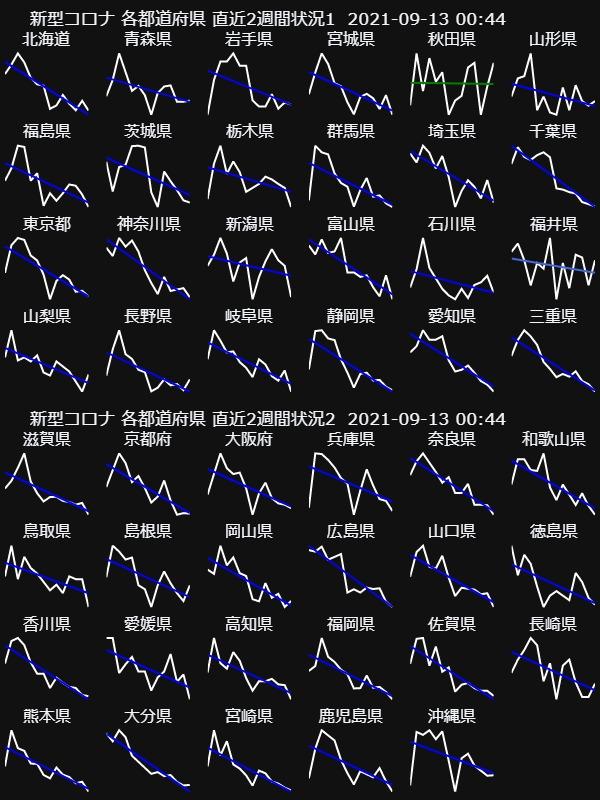 新型コロナ 各都道府県 直近2週間状況1 2021-09-13 00:44
北海道 青森県 岩手県 宮城県 秋田県 山形県
福島県 茨城県 栃木県 群馬県 埼玉県 千葉県
東京都 神奈川県 新潟県 富山県 石川県 福井県
山梨県 長野県 岐阜県 静岡県 愛知県 三重県
新型コロナ 各都道府県 直近2週間状況2 2021-09-13 00:44
滋賀県 京都府 大阪府 兵庫県 奈良県 和歌山県
鳥取県 島根県 岡山県 広島県 山口県 徳島県
香川県 愛媛県 高知県 福岡県 佐賀県 長崎県
熊本県 大分県 宮崎県 鹿児島県 沖縄県